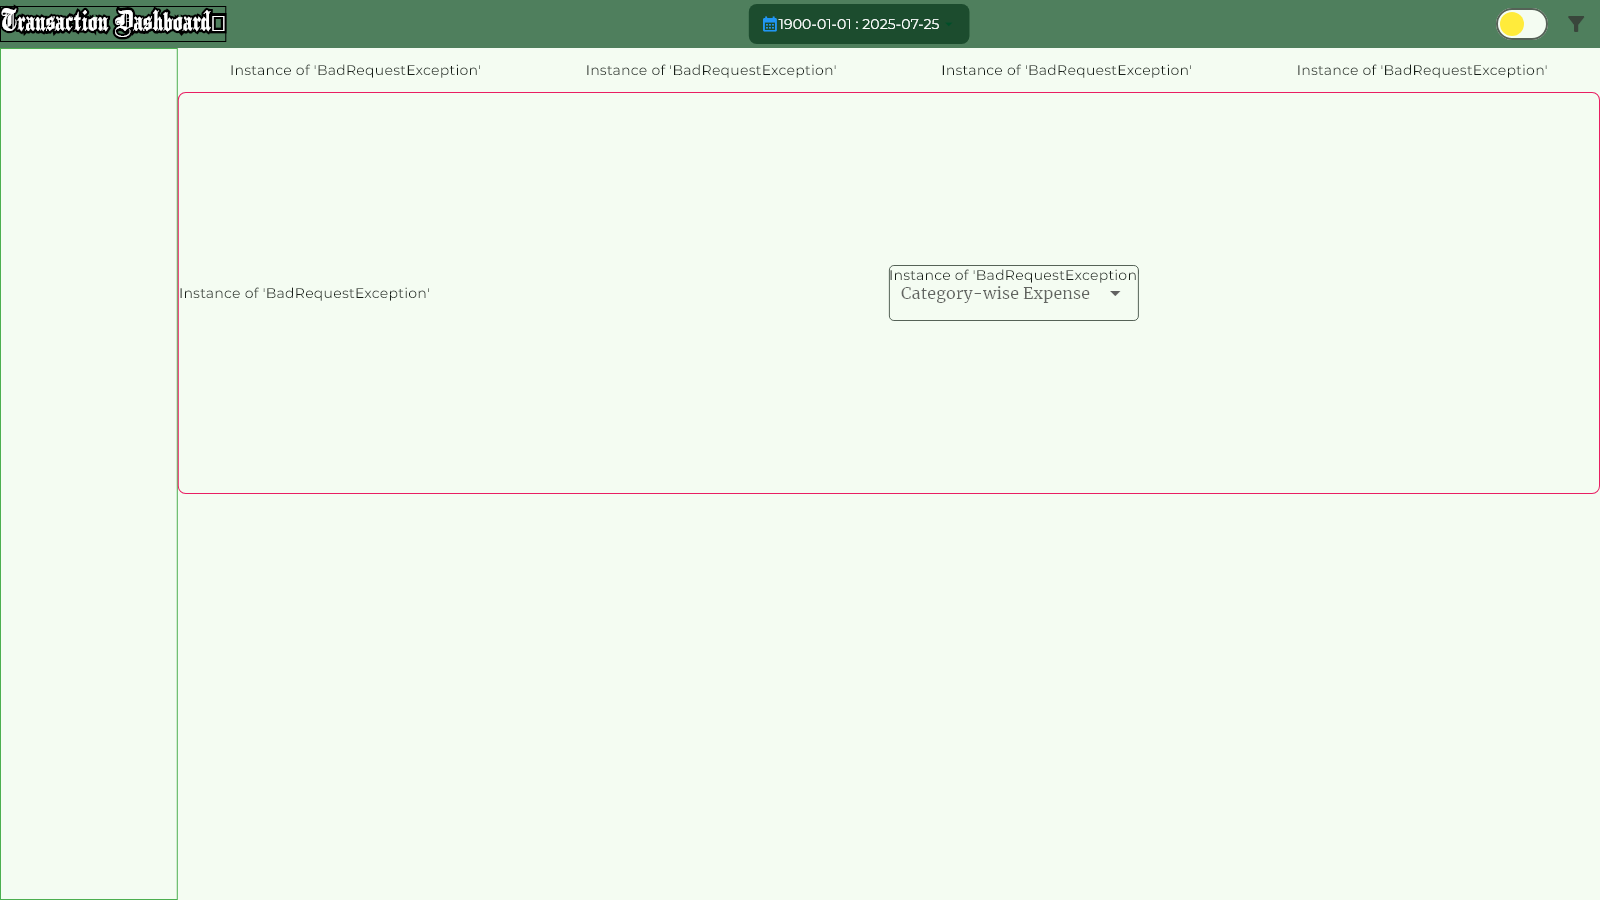 Transaction Dashboard
1900-01-01 : 2025-07-25
Instance of 'BadRequestException'
Instance of 'BadRequestException'
Instance of 'BadRequestException'
Instance of 'BadRequestException'
Instance of 'BadRequestException'
Instance of 'BadRequestException
Category-wise Expense